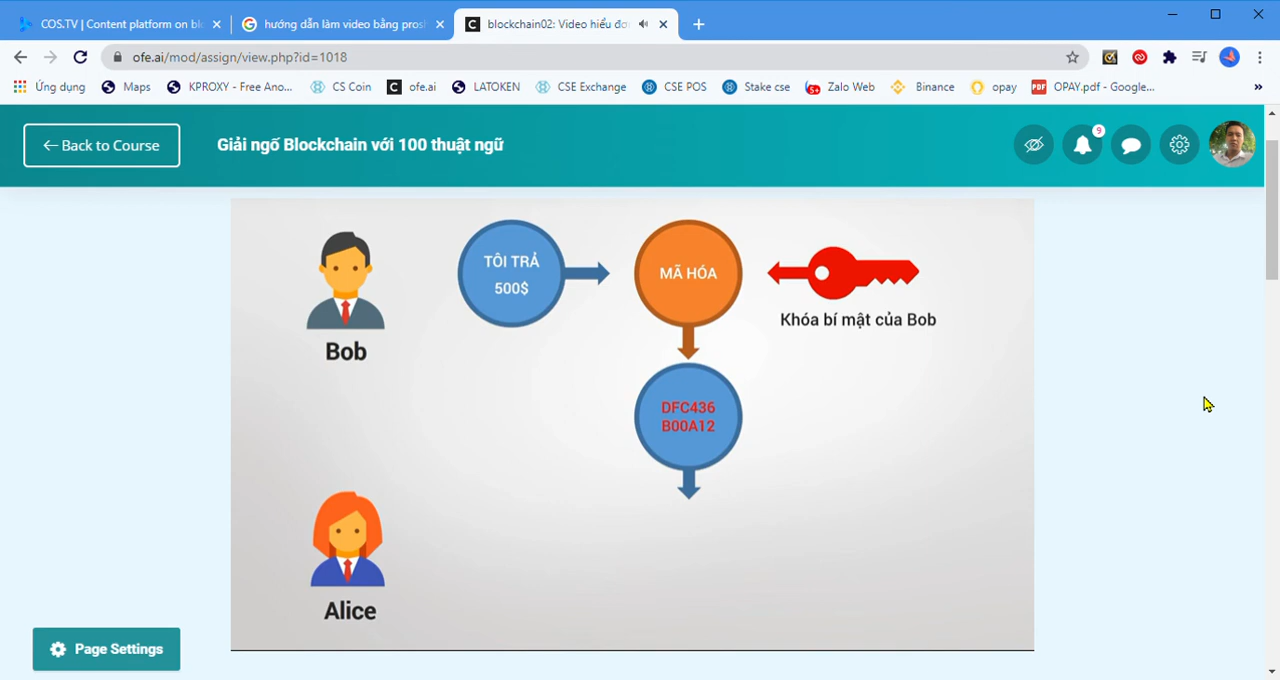 COS.TV | Content platform on blo
hướng dẫn làm video bằng prosh
blockchain02: Video hiểu đơ
ofe.ai/mod/assign/view.php?id=1018
Ứng dụng
Maps
KPROXY - Free Ano...
CS Coin
ofe.ai
LATOKEN
CSE Exchange
CSE POS
Stake cse
Zalo Web
Binance
opay
OPAY.pdf - Google...
Back to Course
Giải ngố Blockchain với 100 thuật ngữ
9
TÔI TRẢ
500$
MÃ HÓA
Khóa bí mật của Bob
Bob
DFC436
B00A12
Alice
Page Settings